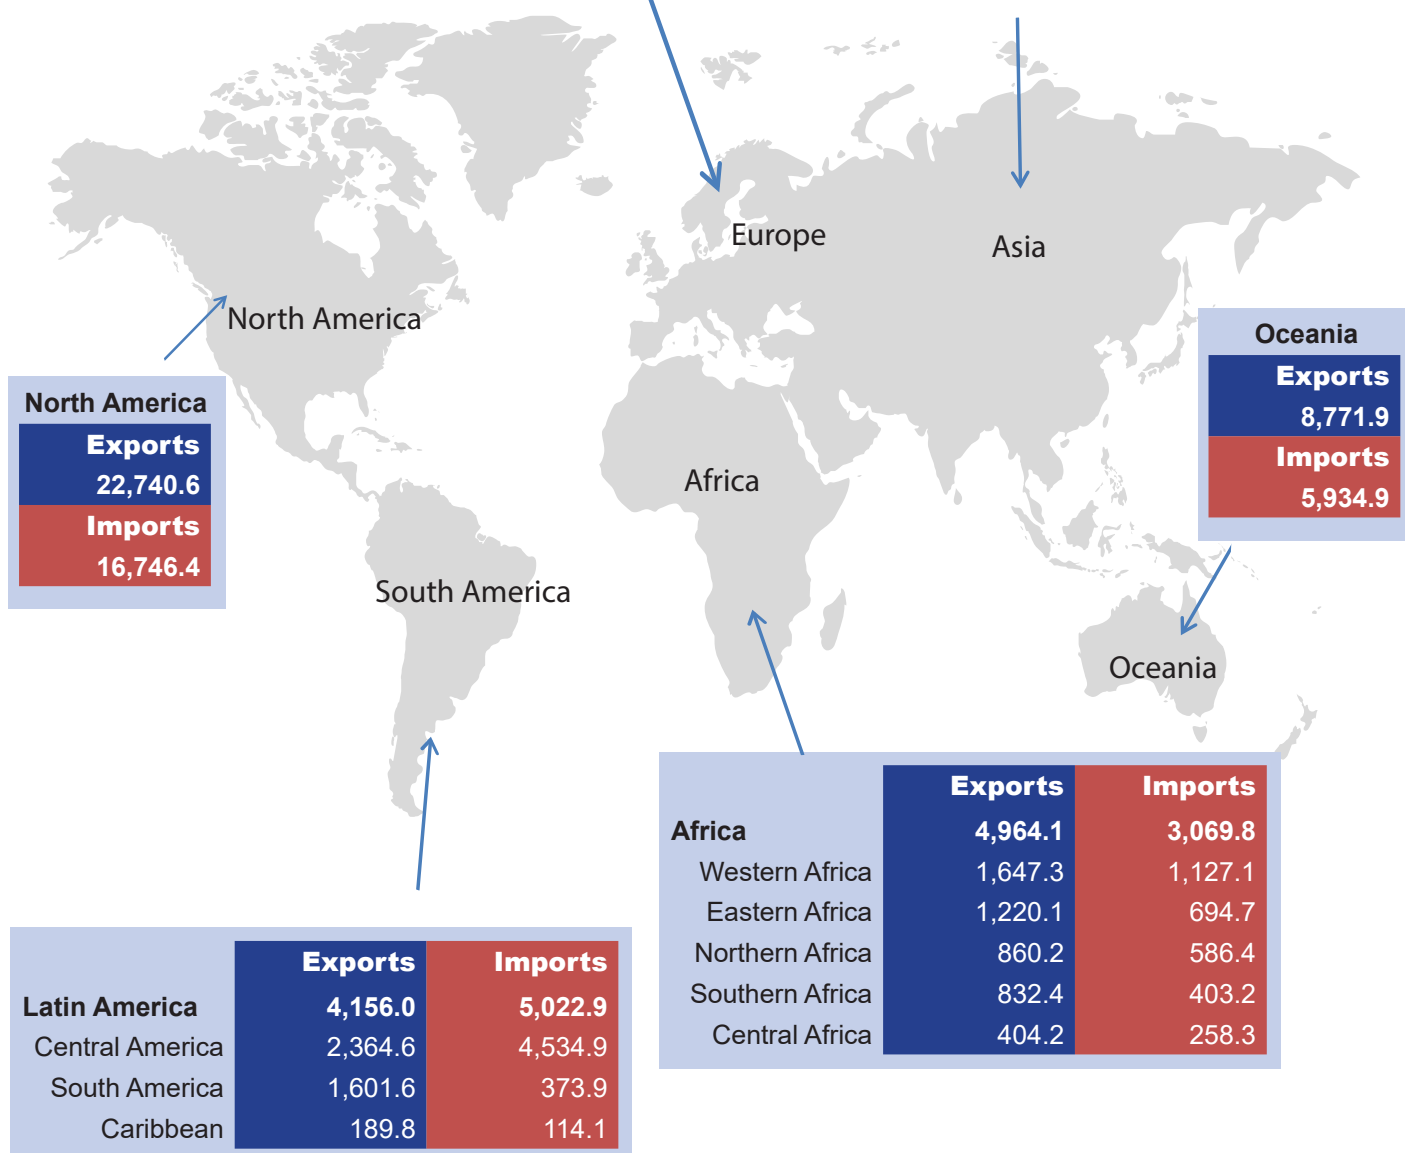 Europe
Asia
North America
Africa
South America
Oceania
North America
Exports
22,740.6
Imports
16,746.4
Oceania
Exports
8,771.9
Imports
5,934.9
Exports Imports
Africa 4,964.1 3,069.8
Western Africa 1,647.3 1,127.1
Eastern Africa 1,220.1 694.7
Northern Africa 860.2 586.4
Southern Africa 832.4 403.2
Central Africa 404.2 258.3
Exports Imports
Latin America 4,156.0 5,022.9
Central America 2,364.6 4,534.9
South America 1,601.6 373.9
Caribbean 189.8 114.1